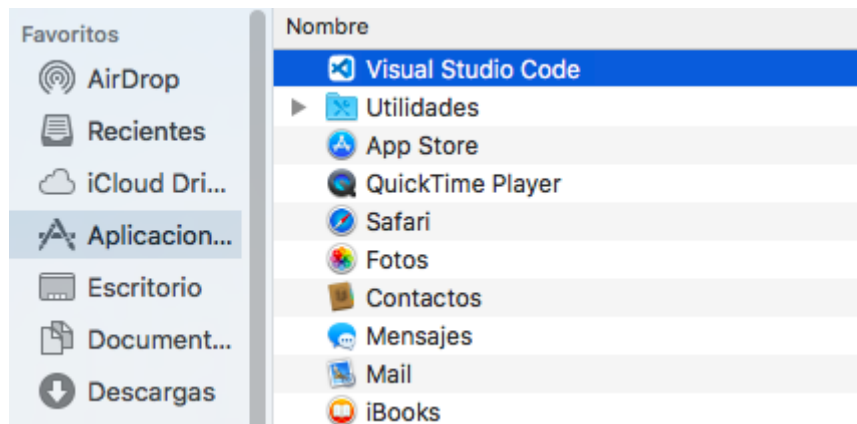 Favoritos
AirDrop
Recientes
iCloud Dri...
Aplicacion...
Escritorio
Document...
Descargas
Nombre
Visual Studio Code
Utilidades
App Store
QuickTime Player
Safari
Fotos
Contactos
Mensajes
Mail
iBooks